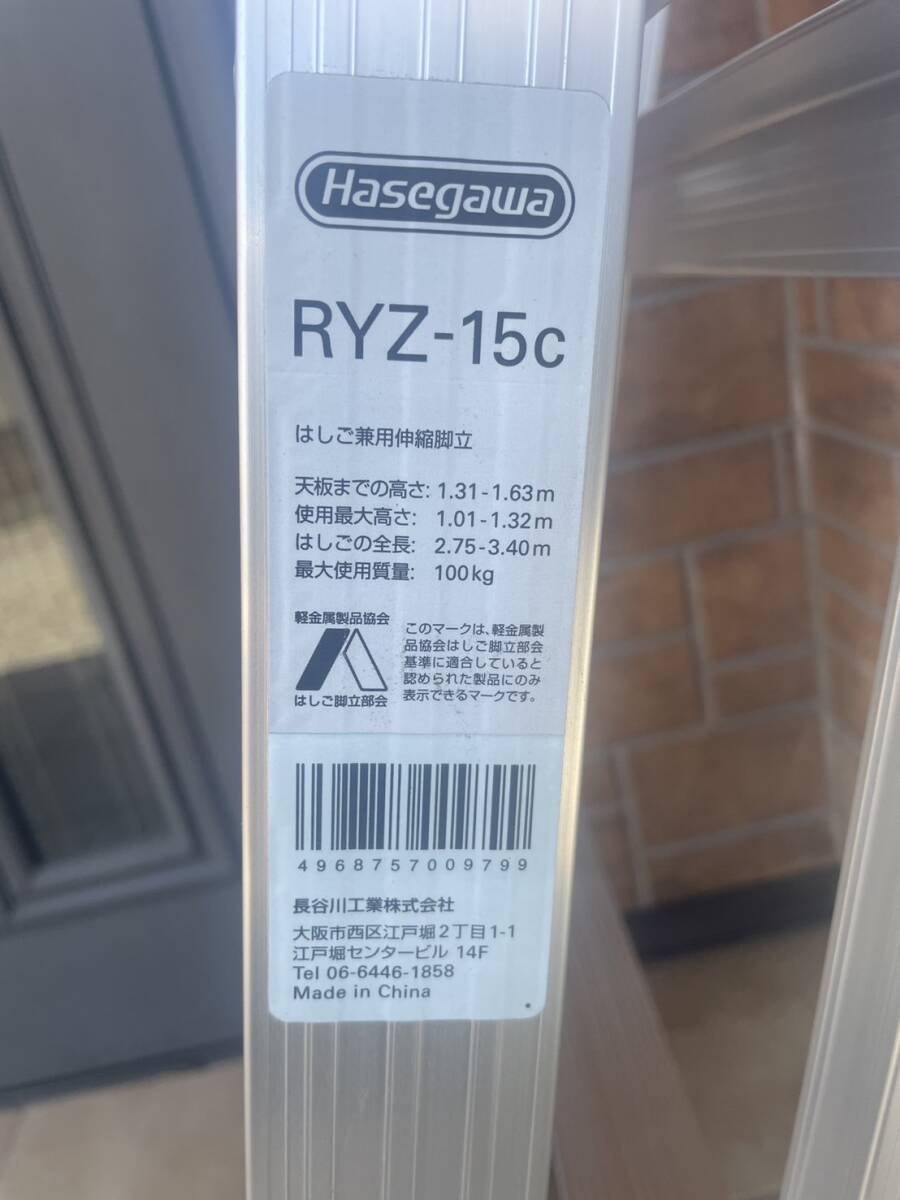 Hasegawa
RYZ-15c
はしご兼用伸縮脚立
天板までの高さ: 1.31-1.63m
使用最大高さ: 1.01-1.32m
はしごの全長: 2.75-3.40m
最大使用質量: 100kg
軽金属製品協会
はしご脚立部会
このマークは、軽金属製
品協会はしご脚立部会
基準に適合していると
認められた製品にのみ
表示できるマークです。
4968757009799
長谷川工業株式会社
大阪市西区江戸堀2丁目1-1
江戸堀センタービル 14F
Tel 06-6446-1858
Made in China